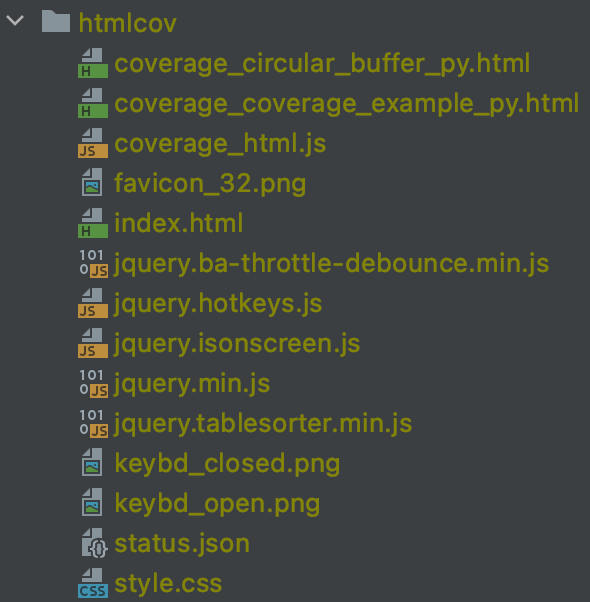 htmlcov
coverage_circular_buffer_py.html
coverage_coverage_example_py.html
coverage_html.js
favicon_32.png
index.html
jquery.ba-throttle-debounce.min.js
jquery.hotkeys.js
jquery.isonscreen.js
jquery.min.js
jquery.tablesorter.min.js
keybd_closed.png
keybd_open.png
status.json
style.css